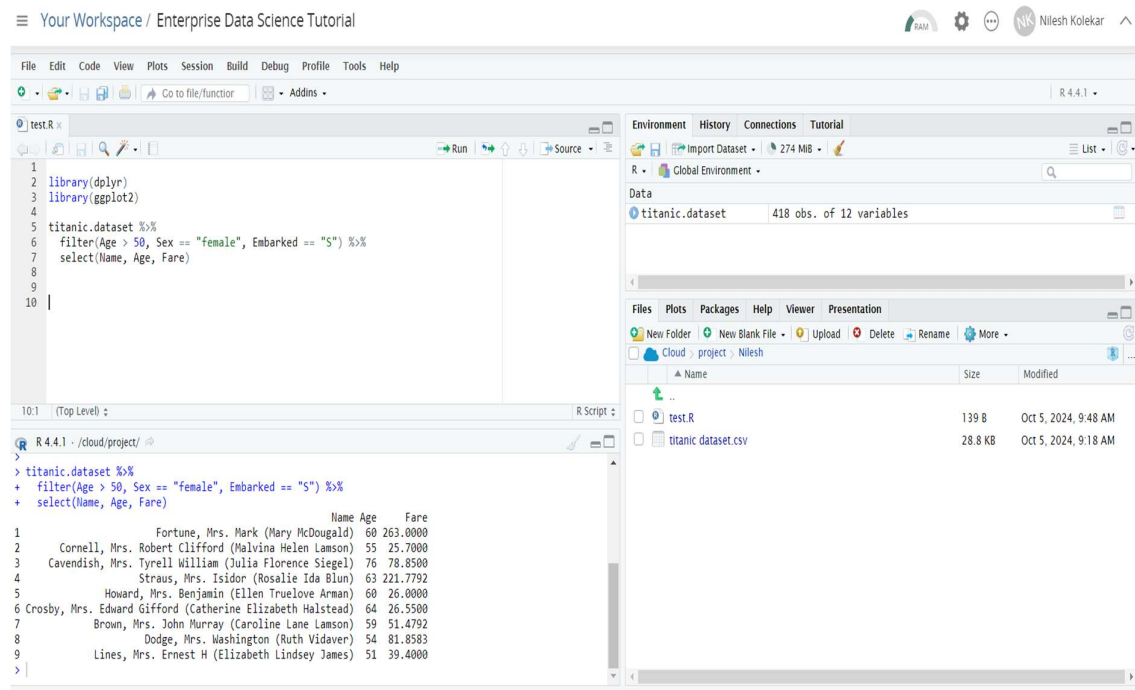 Your Workspace / Enterprise Data Science Tutorial
RAM
NK Nilesh Kolekar
File Edit Code View Plots Session Build Debug Profile Tools Help
Go to file/functior Addins R 4.4.1
test.R
Run Source
1
2 library(dplyr)
3 library(ggplot2)
4
5 titanic.dataset %>%
6 filter(Age > 50, Sex == "female", Embarked == "S") %>%
7 select(Name, Age, Fare)
8
9
10
10:1 (Top Level) R Script
R 4.4.1 · /cloud/project/
>
> titanic.dataset %>%
+ filter(Age > 50, Sex == "female", Embarked == "S") %>%
+ select(Name, Age, Fare)
Name Age Fare
1 Fortune, Mrs. Mark (Mary McDougald) 60 263.0000
2 Cornell, Mrs. Robert Clifford (Malvina Helen Lamson) 55 25.7000
3 Cavendish, Mrs. Tyrell William (Julia Florence Siegel) 76 78.8500
4 Straus, Mrs. Isidor (Rosalie Ida Blun) 63 221.7792
5 Howard, Mrs. Benjamin (Ellen Truelove Arman) 60 26.0000
6 Crosby, Mrs. Edward Gifford (Catherine Elizabeth Halstead) 64 26.5500
7 Brown, Mrs. John Murray (Caroline Lane Lamson) 59 51.4792
8 Dodge, Mrs. Washington (Ruth Vidaver) 54 81.8583
9 Lines, Mrs. Ernest H (Elizabeth Lindsey James) 51 39.4000
>
Environment History Connections Tutorial
Import Dataset 274 MiB List
R Global Environment
Data
titanic.dataset 418 obs. of 12 variables
Files Plots Packages Help Viewer Presentation
New Folder New Blank File Upload Delete Rename More
Cloud > project > Nilesh R ...
Name Size Modified
..
test.R 139 B Oct 5, 2024, 9:48 AM
titanic dataset.csv 28.8 KB Oct 5, 2024, 9:18 AM